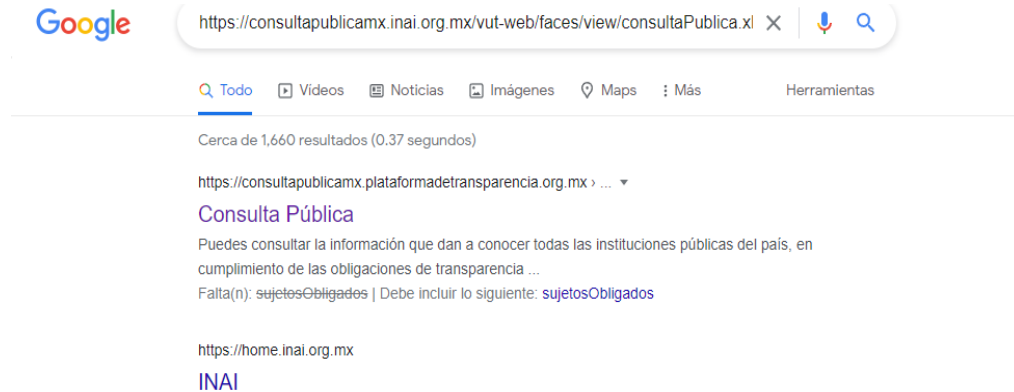 Google
https://consultapublicamx.inai.org.mx/vut-web/faces/view/consultaPublica.xl
Todo Vídeos Noticias Imágenes Maps Más Herramientas
Cerca de 1,660 resultados (0.37 segundos)
https://consultapublicamx.plataformadetransparencia.org.mx › ...
Consulta Pública
Puedes consultar la información que dan a conocer todas las instituciones públicas del país, en
cumplimiento de las obligaciones de transparencia ...
Falta(n): sujetosObligados | Debe incluir lo siguiente: sujetosObligados
https://home.inai.org.mx
INAI